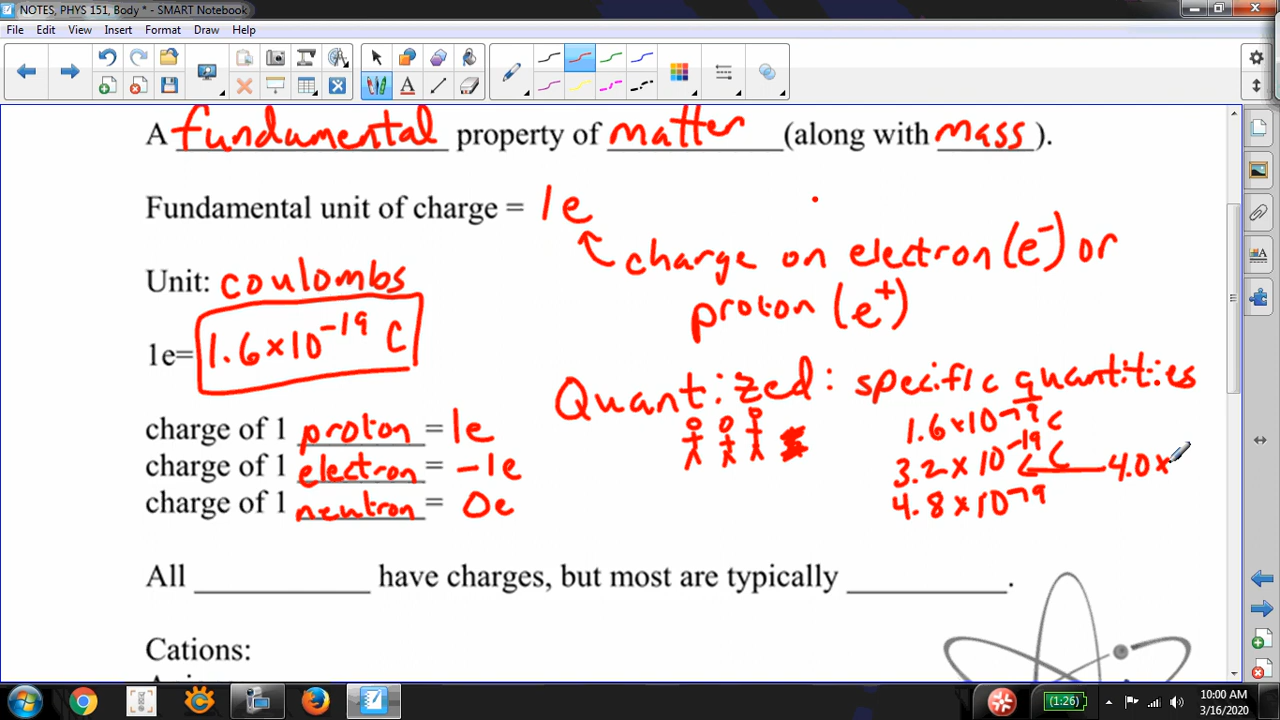 NOTES, PHYS 151, Body * - SMART Notebook
File Edit View Insert Format Draw Help
A fundamental property of matter (along with mass).
Fundamental unit of charge = 1e
charge on electron (e⁻) or
proton (e⁺)
Unit: coulombs
1e= 1.6×10⁻¹⁹ C
Quantized: specific quantities
1.6×10⁻¹⁹ C
3.2×10⁻¹⁹ C 4.0×
4.8×10⁻¹⁹
charge of 1 proton = 1e
charge of 1 electron = -1e
charge of 1 neutron = 0e
All __________ have charges, but most are typically __________.
Cations:
(1:26)
10:00 AM
3/16/2020